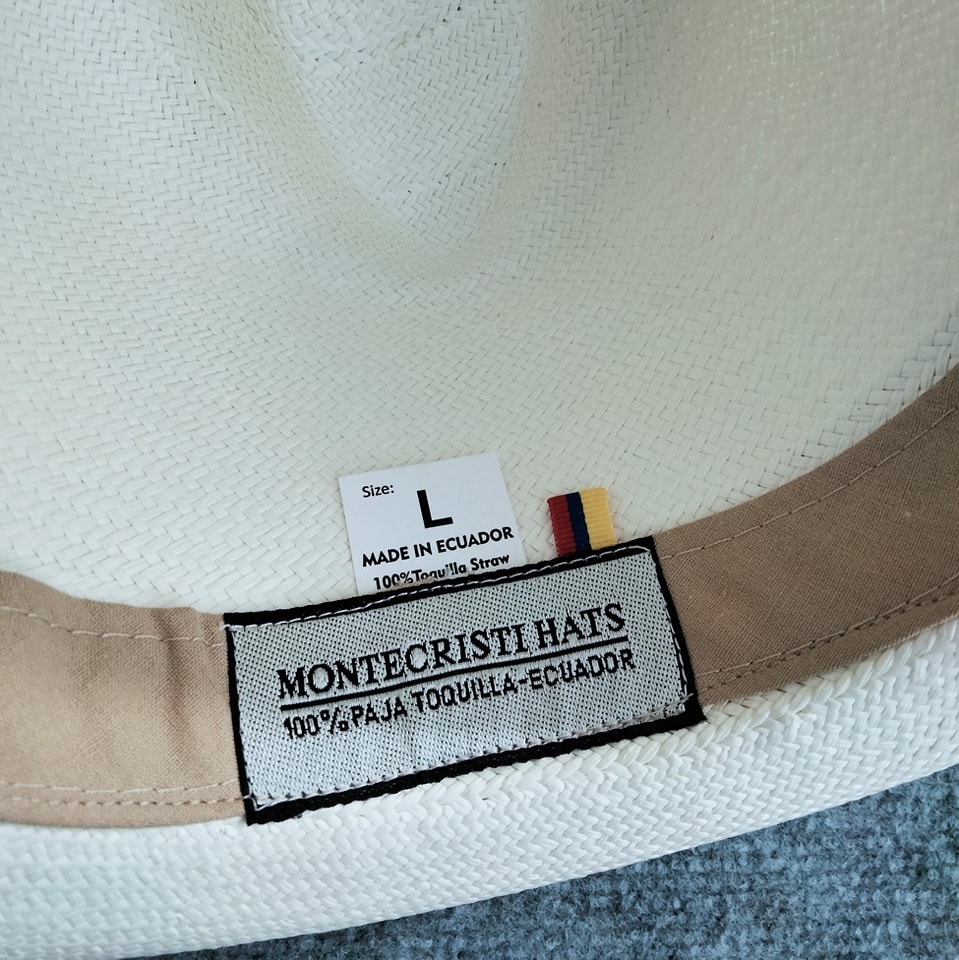 Size:
L
MADE IN ECUADOR
100%Toquilla Straw
MONTECRISTI HATS
100%PAJA TOQUILLA-ECUADOR